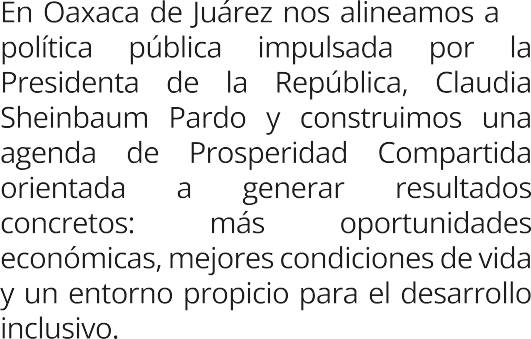 En Oaxaca de Juárez nos alineamos a
política pública impulsada por la
Presidenta de la República, Claudia
Sheinbaum Pardo y construimos una
agenda de Prosperidad Compartida
orientada a generar resultados
concretos: más oportunidades
económicas, mejores condiciones de vida
y un entorno propicio para el desarrollo
inclusivo.